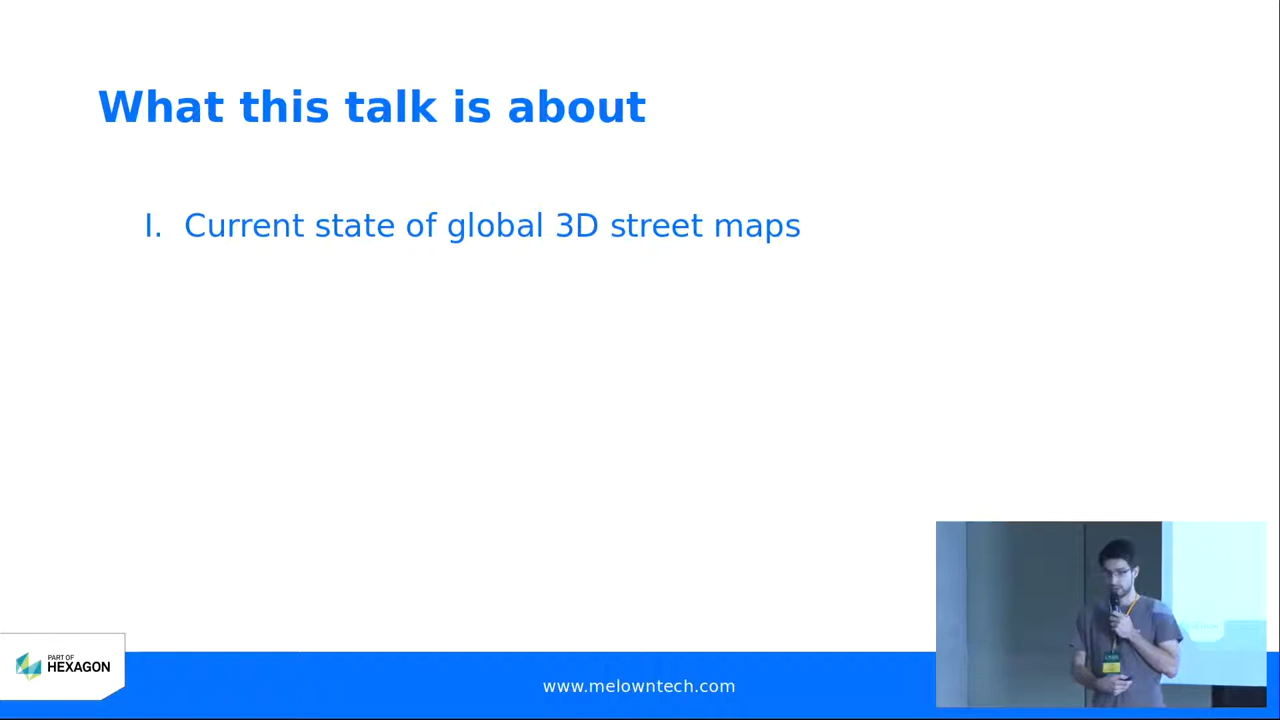 What this talk is about
I. Current state of global 3D street maps
PART OF
HEXAGON
www.melowntech.com